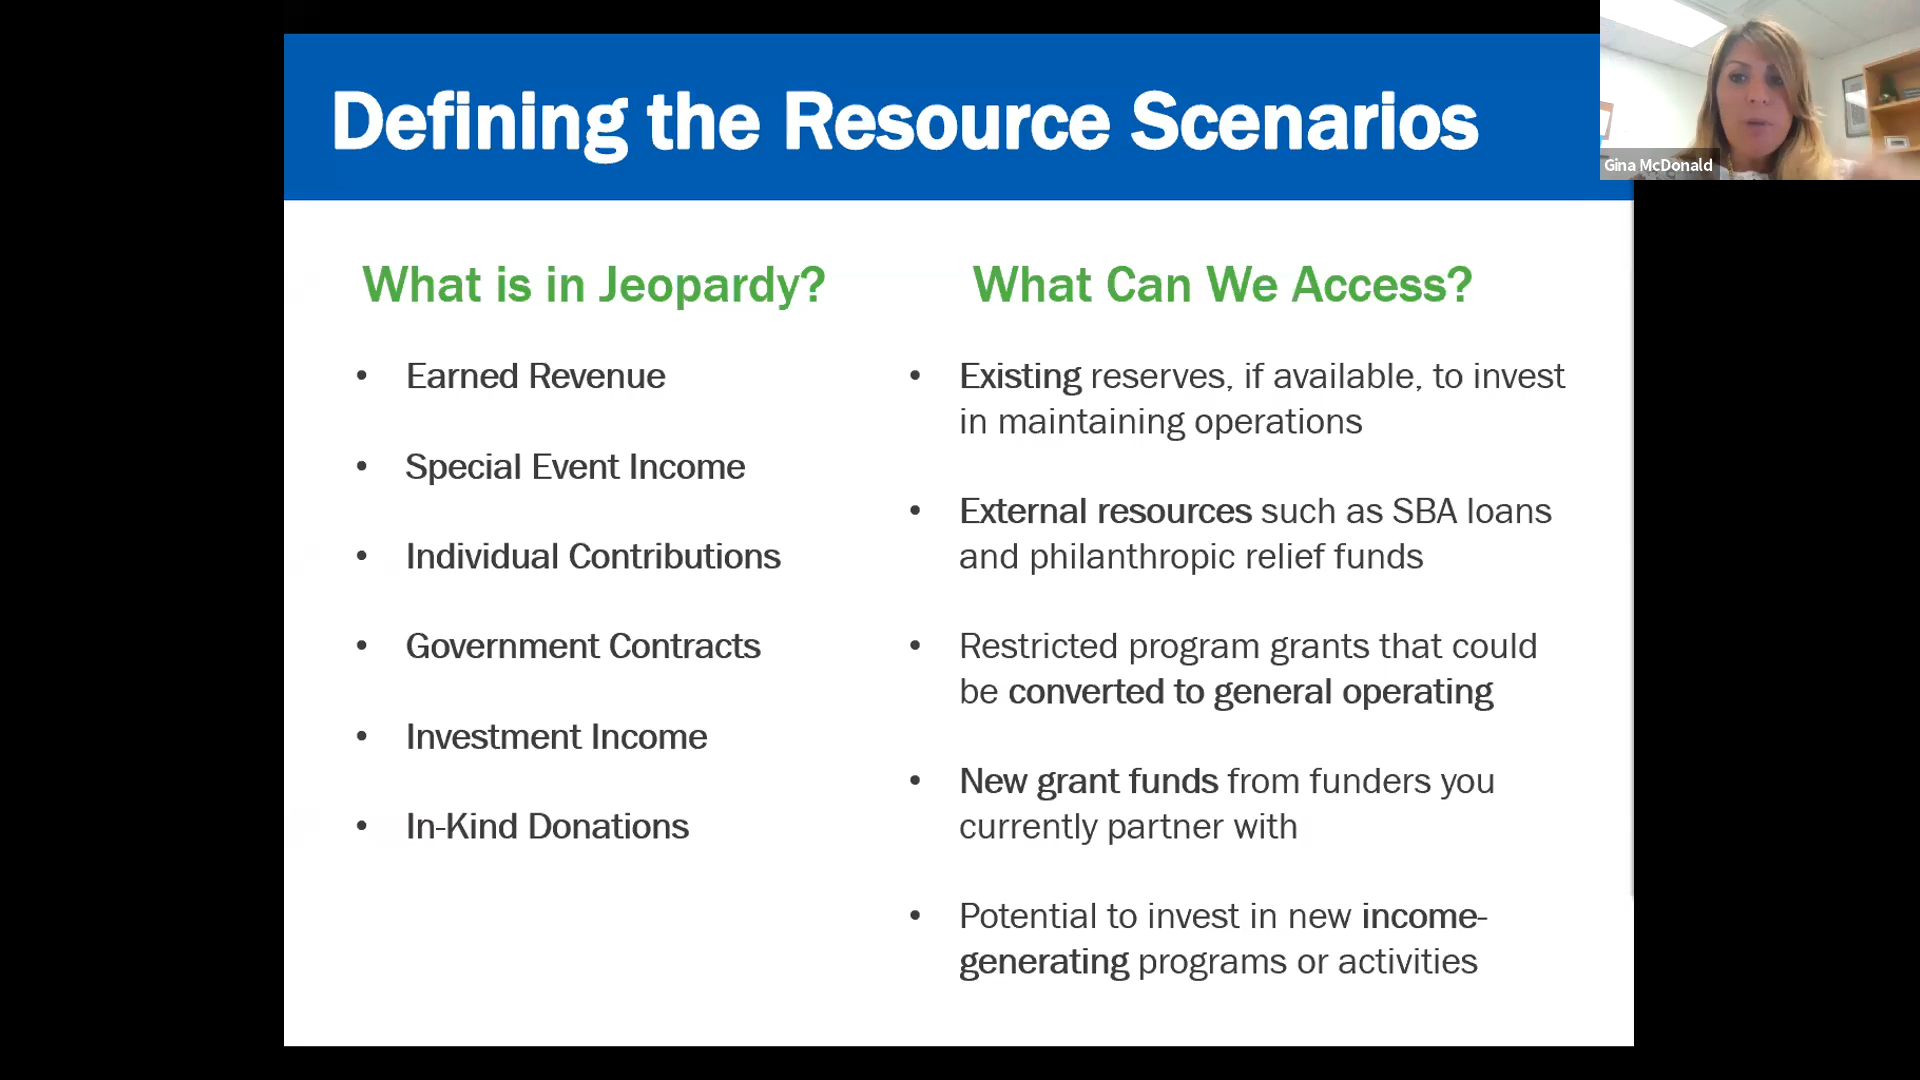 Defining the Resource Scenarios
Gina McDonald
What is in Jeopardy?
• Earned Revenue
• Special Event Income
• Individual Contributions
• Government Contracts
• Investment Income
• In-Kind Donations
What Can We Access?
• Existing reserves, if available, to invest
in maintaining operations
• External resources such as SBA loans
and philanthropic relief funds
• Restricted program grants that could
be converted to general operating
• New grant funds from funders you
currently partner with
• Potential to invest in new income-
generating programs or activities